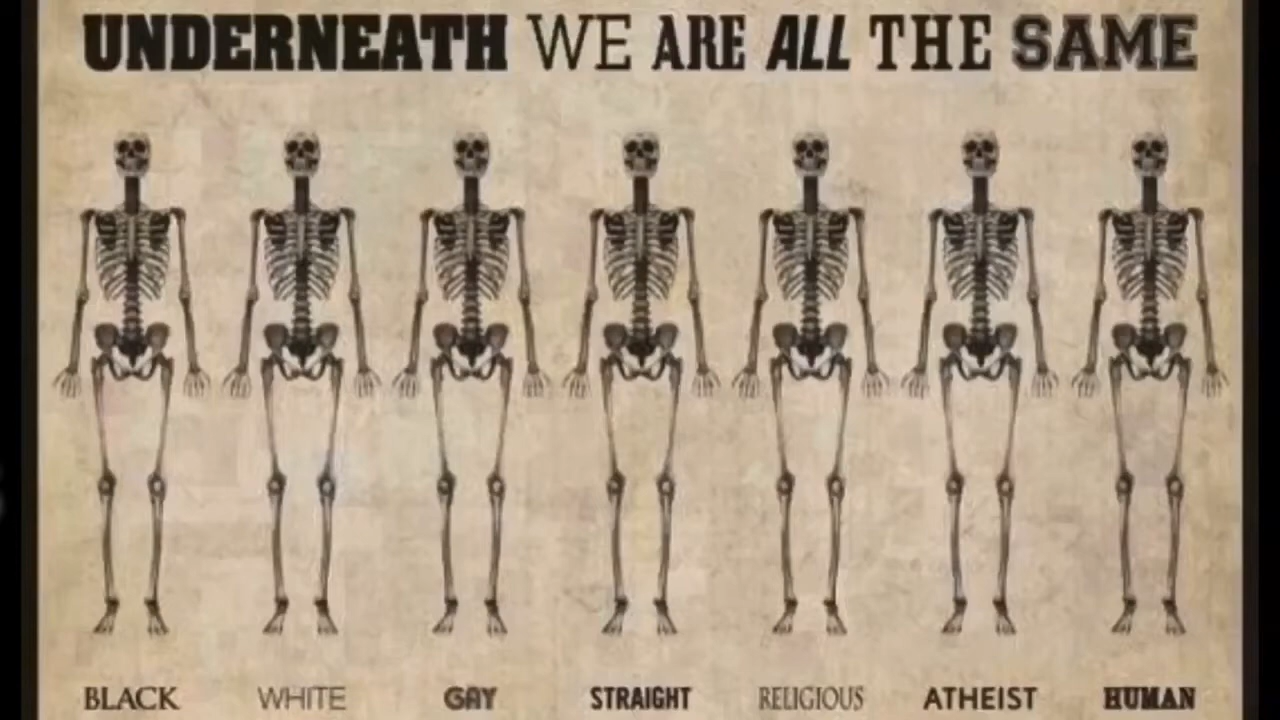 UNDERNEATH WE ARE ALL THE SAME
BLACK WHITE GAY STRAIGHT RELIGIOUS ATHEIST HUMAN